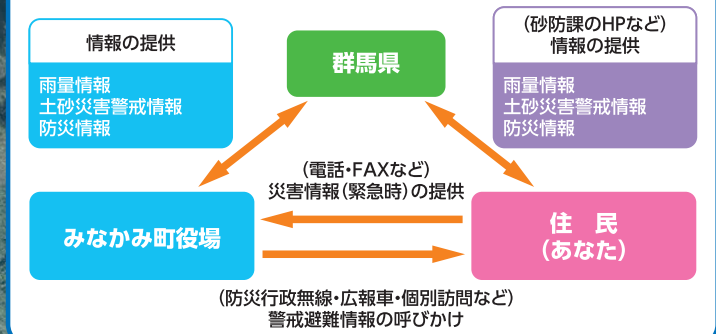 情報の提供
雨量情報
土砂災害警戒情報
防災情報
群馬県
（砂防課のHPなど）
情報の提供
雨量情報
土砂災害警戒情報
防災情報
（電話・FAXなど）
災害情報（緊急時）の提供
みなかみ町役場
住　民
（あなた）
（防災行政無線・広報車・個別訪問など）
警戒避難情報の呼びかけ